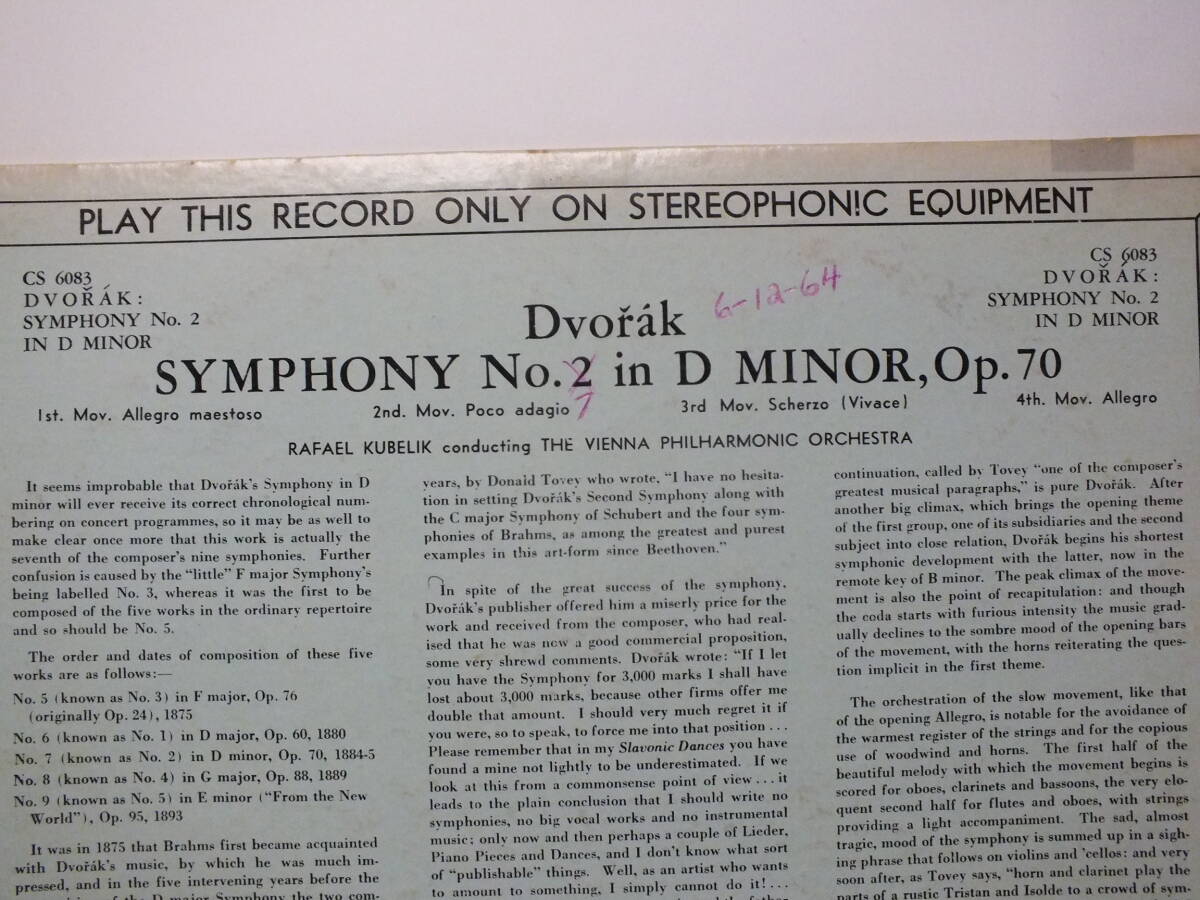 PLAY THIS RECORD ONLY ON STEREOPHONIC EQUIPMENT
CS 6083
DVOŘÁK:
SYMPHONY No. 2
IN D MINOR
CS 6083
DVOŘÁK:
SYMPHONY No. 2
IN D MINOR
6-12-64
Dvořák
SYMPHONY No. 2 in D MINOR, Op. 70
7
1st. Mov. Allegro maestoso 2nd. Mov. Poco adagio 3rd Mov. Scherzo (Vivace) 4th. Mov. Allegro
RAFAEL KUBELIK conducting THE VIENNA PHILHARMONIC ORCHESTRA
It seems improbable that Dvořák's Symphony in D
minor will ever receive its correct chronological num-
bering on concert programmes, so it may be as well to
make clear once more that this work is actually the
seventh of the composer's nine symphonies. Further
confusion is caused by the "little" F major Symphony's
being labelled No. 3, whereas it was the first to be
composed of the five works in the ordinary repertoire
and so should be No. 5.
The order and dates of composition of these five
works are as follows:—
No. 5 (known as No. 3) in F major, Op. 76
(originally Op. 24), 1875
No. 6 (known as No. 1) in D major, Op. 60, 1880
No. 7 (known as No. 2) in D minor, Op. 70, 1884-5
No. 8 (known as No. 4) in G major, Op. 88, 1889
No. 9 (known as No. 5) in E minor ("From the New
World"), Op. 95, 1893
It was in 1875 that Brahms first became acquainted
with Dvořák's music, by which he was much im-
pressed, and in the five intervening years before the
of the D major Symphony the two com-
years, by Donald Tovey who wrote, "I have no hesita-
tion in setting Dvořák's Second Symphony along with
the C major Symphony of Schubert and the four sym-
phonies of Brahms, as among the greatest and purest
examples in this art-form since Beethoven."
In spite of the great success of the symphony,
Dvořák's publisher offered him a miserly price for the
work and received from the composer, who had real-
ised that he was now a good commercial proposition,
some very shrewd comments. Dvořák wrote: "If I let
you have the Symphony for 3,000 marks I shall have
lost about 3,000 marks, because other firms offer me
double that amount. I should very much regret it if
you were, so to speak, to force me into that position . . .
Please remember that in my Slavonic Dances you have
found a mine not lightly to be underestimated. If we
look at this from a commonsense point of view . . . it
leads to the plain conclusion that I should write no
symphonies, no big vocal works and no instrumental
music; only now and then perhaps a couple of Lieder,
Piano Pieces and Dances, and I don't know what sort
of "publishable" things. Well, as an artist who wants
to amount to something, I simply cannot do it! . . .
continuation, called by Tovey "one of the composer's
greatest musical paragraphs," is pure Dvořák. After
another big climax, which brings the opening theme
of the first group, one of its subsidiaries and the second
subject into close relation, Dvořák begins his shortest
symphonic development with the latter, now in the
remote key of B minor. The peak climax of the move-
ment is also the point of recapitulation: and though
the coda starts with furious intensity the music grad-
ually declines to the sombre mood of the opening bars
of the movement, with the horns reiterating the ques-
tion implicit in the first theme.
The orchestration of the slow movement, like that
of the opening Allegro, is notable for the avoidance of
the warmest register of the strings and for the copious
use of woodwind and horns. The first half of the
beautiful melody with which the movement begins is
scored for oboes, clarinets and bassoons, the very elo-
quent second half for flutes and oboes, with strings
providing a light accompaniment. The sad, almost
tragic, mood of the symphony is summed up in a sigh-
ing phrase that follows on violins and 'cellos: and very
soon after, as Tovey says, "horn and clarinet play the
parts of a rustic Tristan and Isolde to a crowd of sym-